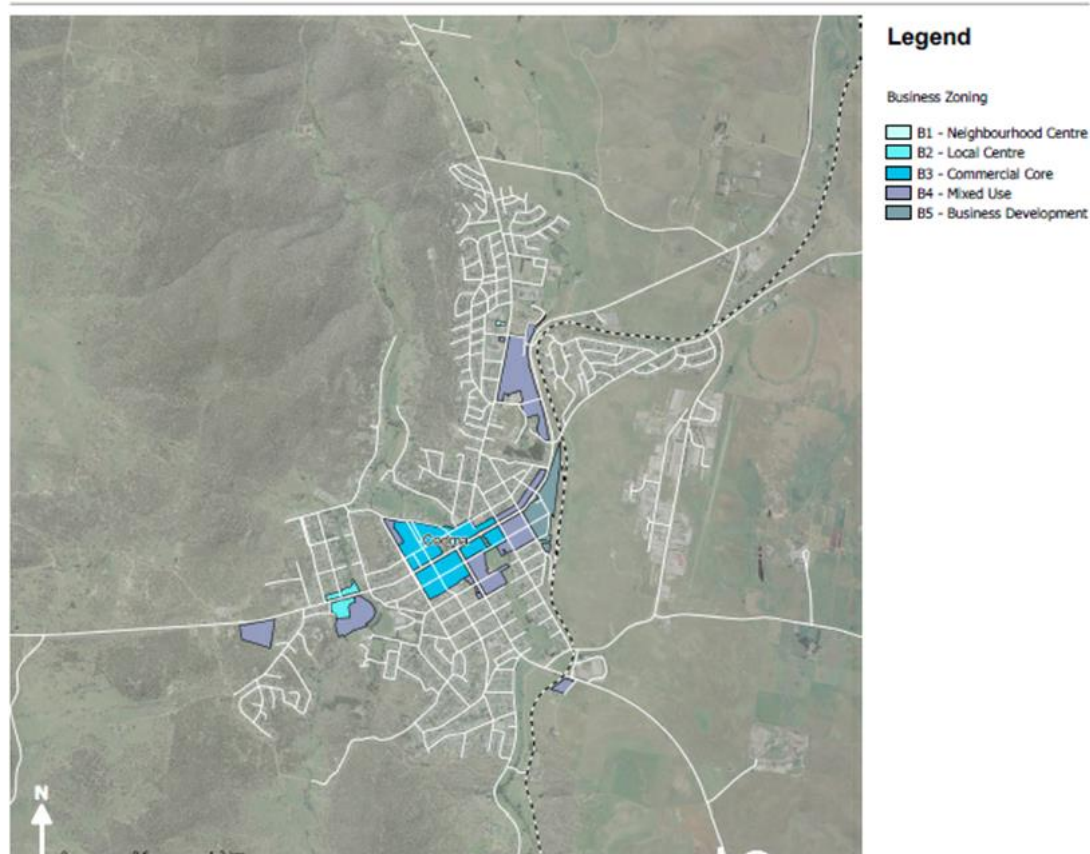 Legend
Business Zoning
B1 - Neighbourhood Centre
B2 - Local Centre
B3 - Commercial Core
B4 - Mixed Use
B5 - Business Development
Cooma
N